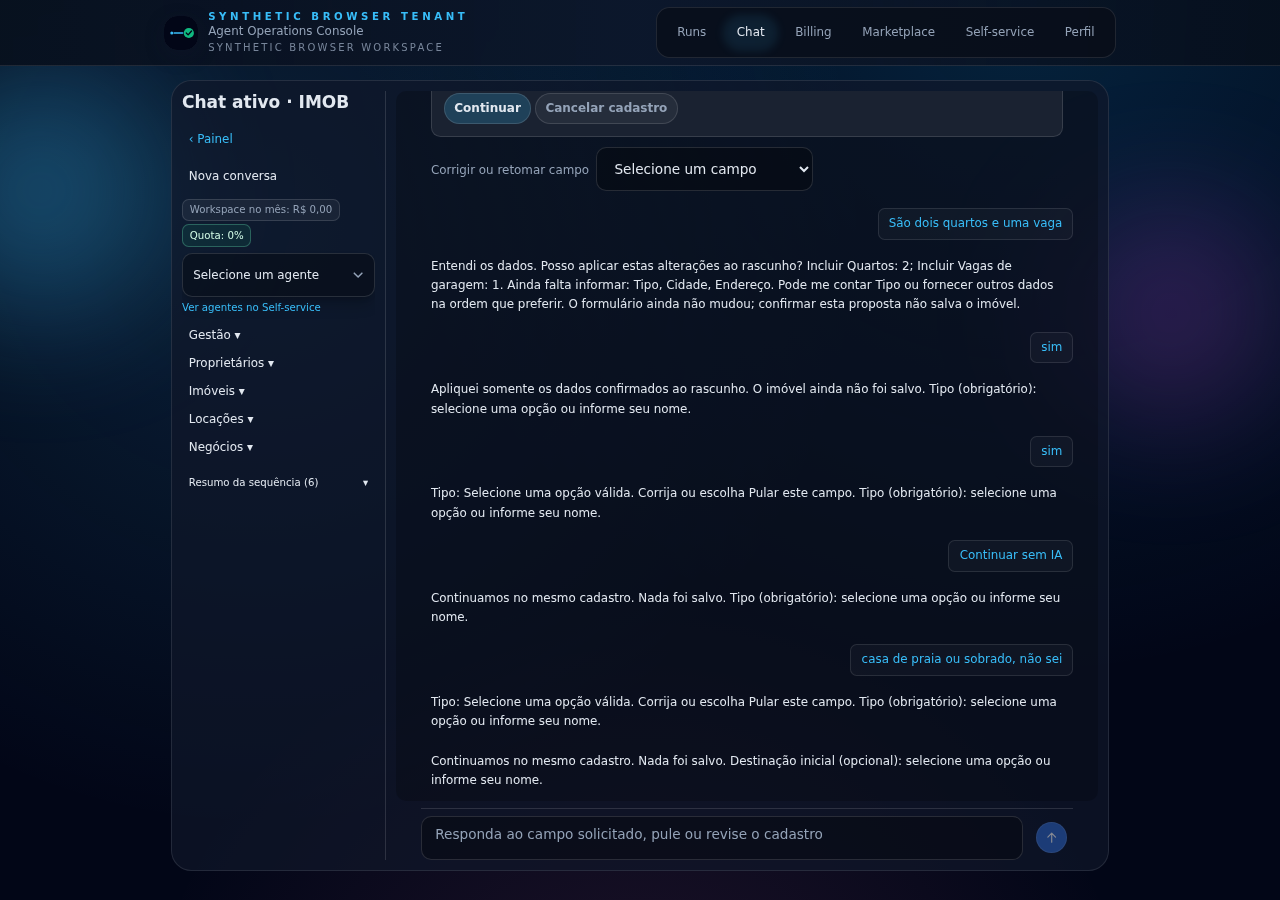 SYNTHETIC BROWSER TENANT
Agent Operations Console
SYNTHETIC BROWSER WORKSPACE
Runs
Chat
Billing
Marketplace
Self-service
Perfil
Chat ativo · IMOB
‹ Painel
Nova conversa
Workspace no mês: R$ 0,00
Quota: 0%
Selecione um agente
Ver agentes no Self-service
Gestão ▾
Proprietários ▾
Imóveis ▾
Locações ▾
Negócios ▾
Resumo da sequência (6) ▾
Continuar
Cancelar cadastro
Corrigir ou retomar campo
Selecione um campo
São dois quartos e uma vaga
Entendi os dados. Posso aplicar estas alterações ao rascunho? Incluir Quartos: 2; Incluir Vagas de
garagem: 1. Ainda falta informar: Tipo, Cidade, Endereço. Pode me contar Tipo ou fornecer outros dados
na ordem que preferir. O formulário ainda não mudou; confirmar esta proposta não salva o imóvel.
sim
Apliquei somente os dados confirmados ao rascunho. O imóvel ainda não foi salvo. Tipo (obrigatório):
selecione uma opção ou informe seu nome.
sim
Tipo: Selecione uma opção válida. Corrija ou escolha Pular este campo. Tipo (obrigatório): selecione uma
opção ou informe seu nome.
Continuar sem IA
Continuamos no mesmo cadastro. Nada foi salvo. Tipo (obrigatório): selecione uma opção ou informe seu
nome.
casa de praia ou sobrado, não sei
Tipo: Selecione uma opção válida. Corrija ou escolha Pular este campo. Tipo (obrigatório): selecione uma
opção ou informe seu nome.
Continuamos no mesmo cadastro. Nada foi salvo. Destinação inicial (opcional): selecione uma opção ou
informe seu nome.
Responda ao campo solicitado, pule ou revise o cadastro